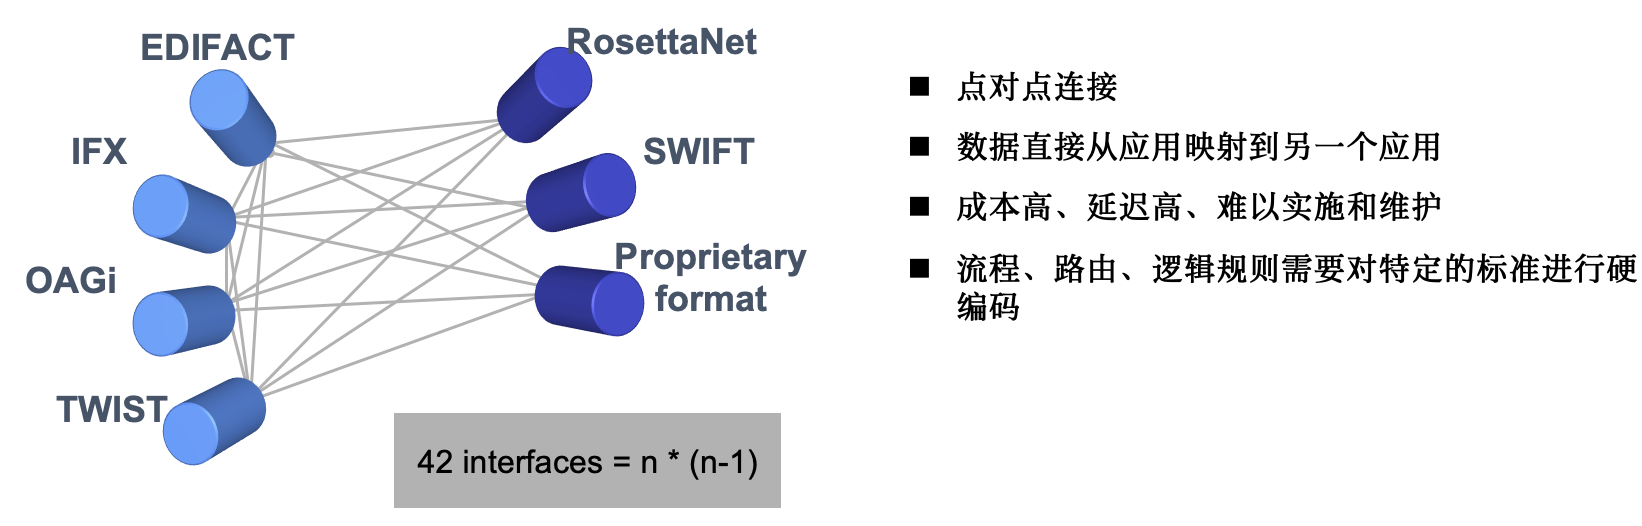 EDIFACT
RosettaNet
IFX
SWIFT
OAGi
Proprietary
format
TWIST
42 interfaces = n * (n-1)
点对点连接
数据直接从应用映射到另一个应用
成本高、延迟高、难以实施和维护
流程、路由、逻辑规则需要对特定的标准进行硬
编码